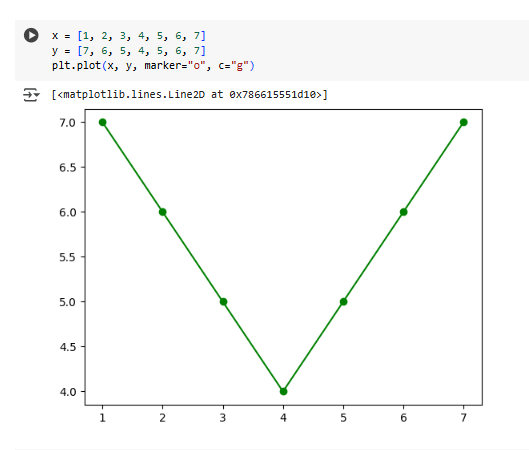 x = [1, 2, 3, 4, 5, 6, 7]
y = [7, 6, 5, 4, 5, 6, 7]
plt.plot(x, y, marker="o", c="g")
[<matplotlib.lines.Line2D at 0x786615551d10>]
7.0
6.5
6.0
5.5
5.0
4.5
4.0
1 2 3 4 5 6 7